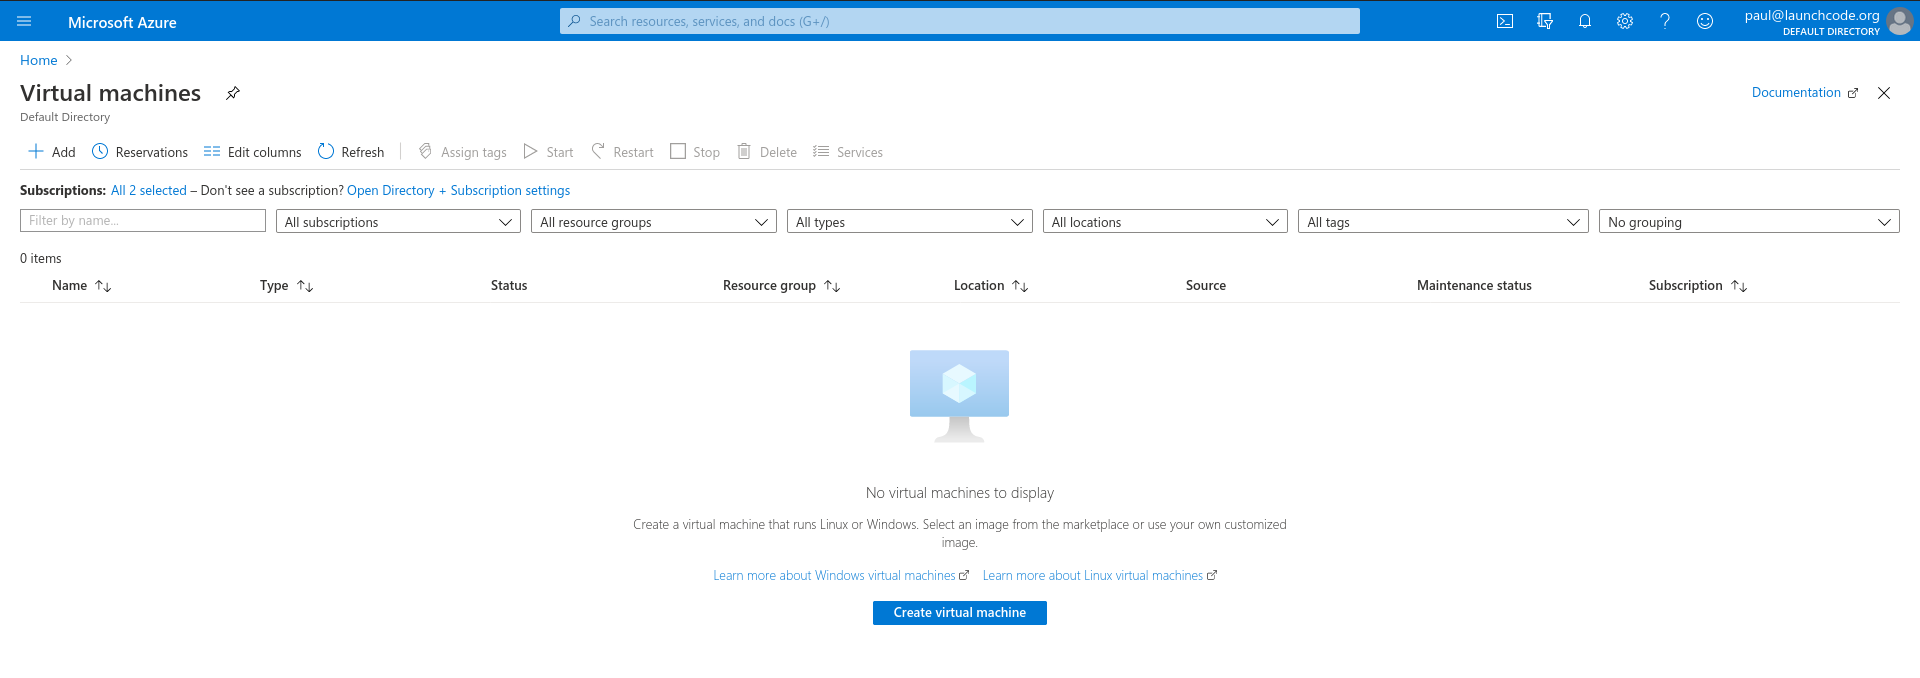 Microsoft Azure
Search resources, services, and docs (G+/)
paul@launchcode.org
DEFAULT DIRECTORY
Home
Virtual machines
Documentation
Default Directory
Add Reservations Edit columns Refresh Assign tags Start Restart Stop Delete Services
Subscriptions: All 2 selected – Don't see a subscription? Open Directory + Subscription settings
Filter by name... All subscriptions All resource groups All types All locations All tags No grouping
0 items
Name Type Status Resource group Location Source Maintenance status Subscription
No virtual machines to display
Create a virtual machine that runs Linux or Windows. Select an image from the marketplace or use your own customized
image.
Learn more about Windows virtual machines Learn more about Linux virtual machines
Create virtual machine